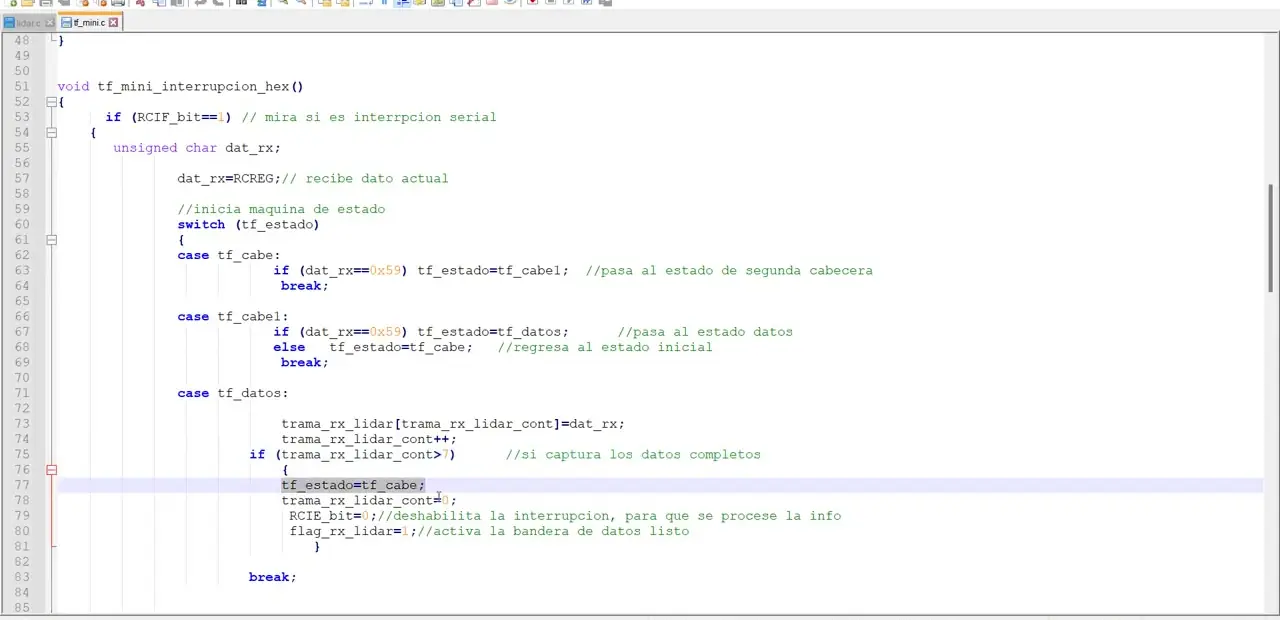 lidar.c tf_mini.c
48 }
49
50
51 void tf_mini_interrupcion_hex()
52 {
53 if (RCIF_bit==1) // mira si es interrpcion serial
54 {
55 unsigned char dat_rx;
56
57 dat_rx=RCREG;// recibe dato actual
58
59 //inicia maquina de estado
60 switch (tf_estado)
61 {
62 case tf_cabe:
63 if (dat_rx==0x59) tf_estado=tf_cabe1; //pasa al estado de segunda cabecera
64 break;
65
66 case tf_cabe1:
67 if (dat_rx==0x59) tf_estado=tf_datos; //pasa al estado datos
68 else tf_estado=tf_cabe; //regresa al estado inicial
69 break;
70
71 case tf_datos:
72
73 trama_rx_lidar[trama_rx_lidar_cont]=dat_rx;
74 trama_rx_lidar_cont++;
75 if (trama_rx_lidar_cont>7) //si captura los datos completos
76 {
77 tf_estado=tf_cabe;
78 trama_rx_lidar_cont=0;
79 RCIE_bit=0;//deshabilita la interrupcion, para que se procese la info
80 flag_rx_lidar=1;//activa la bandera de datos listo
81 }
82
83 break;
84
85